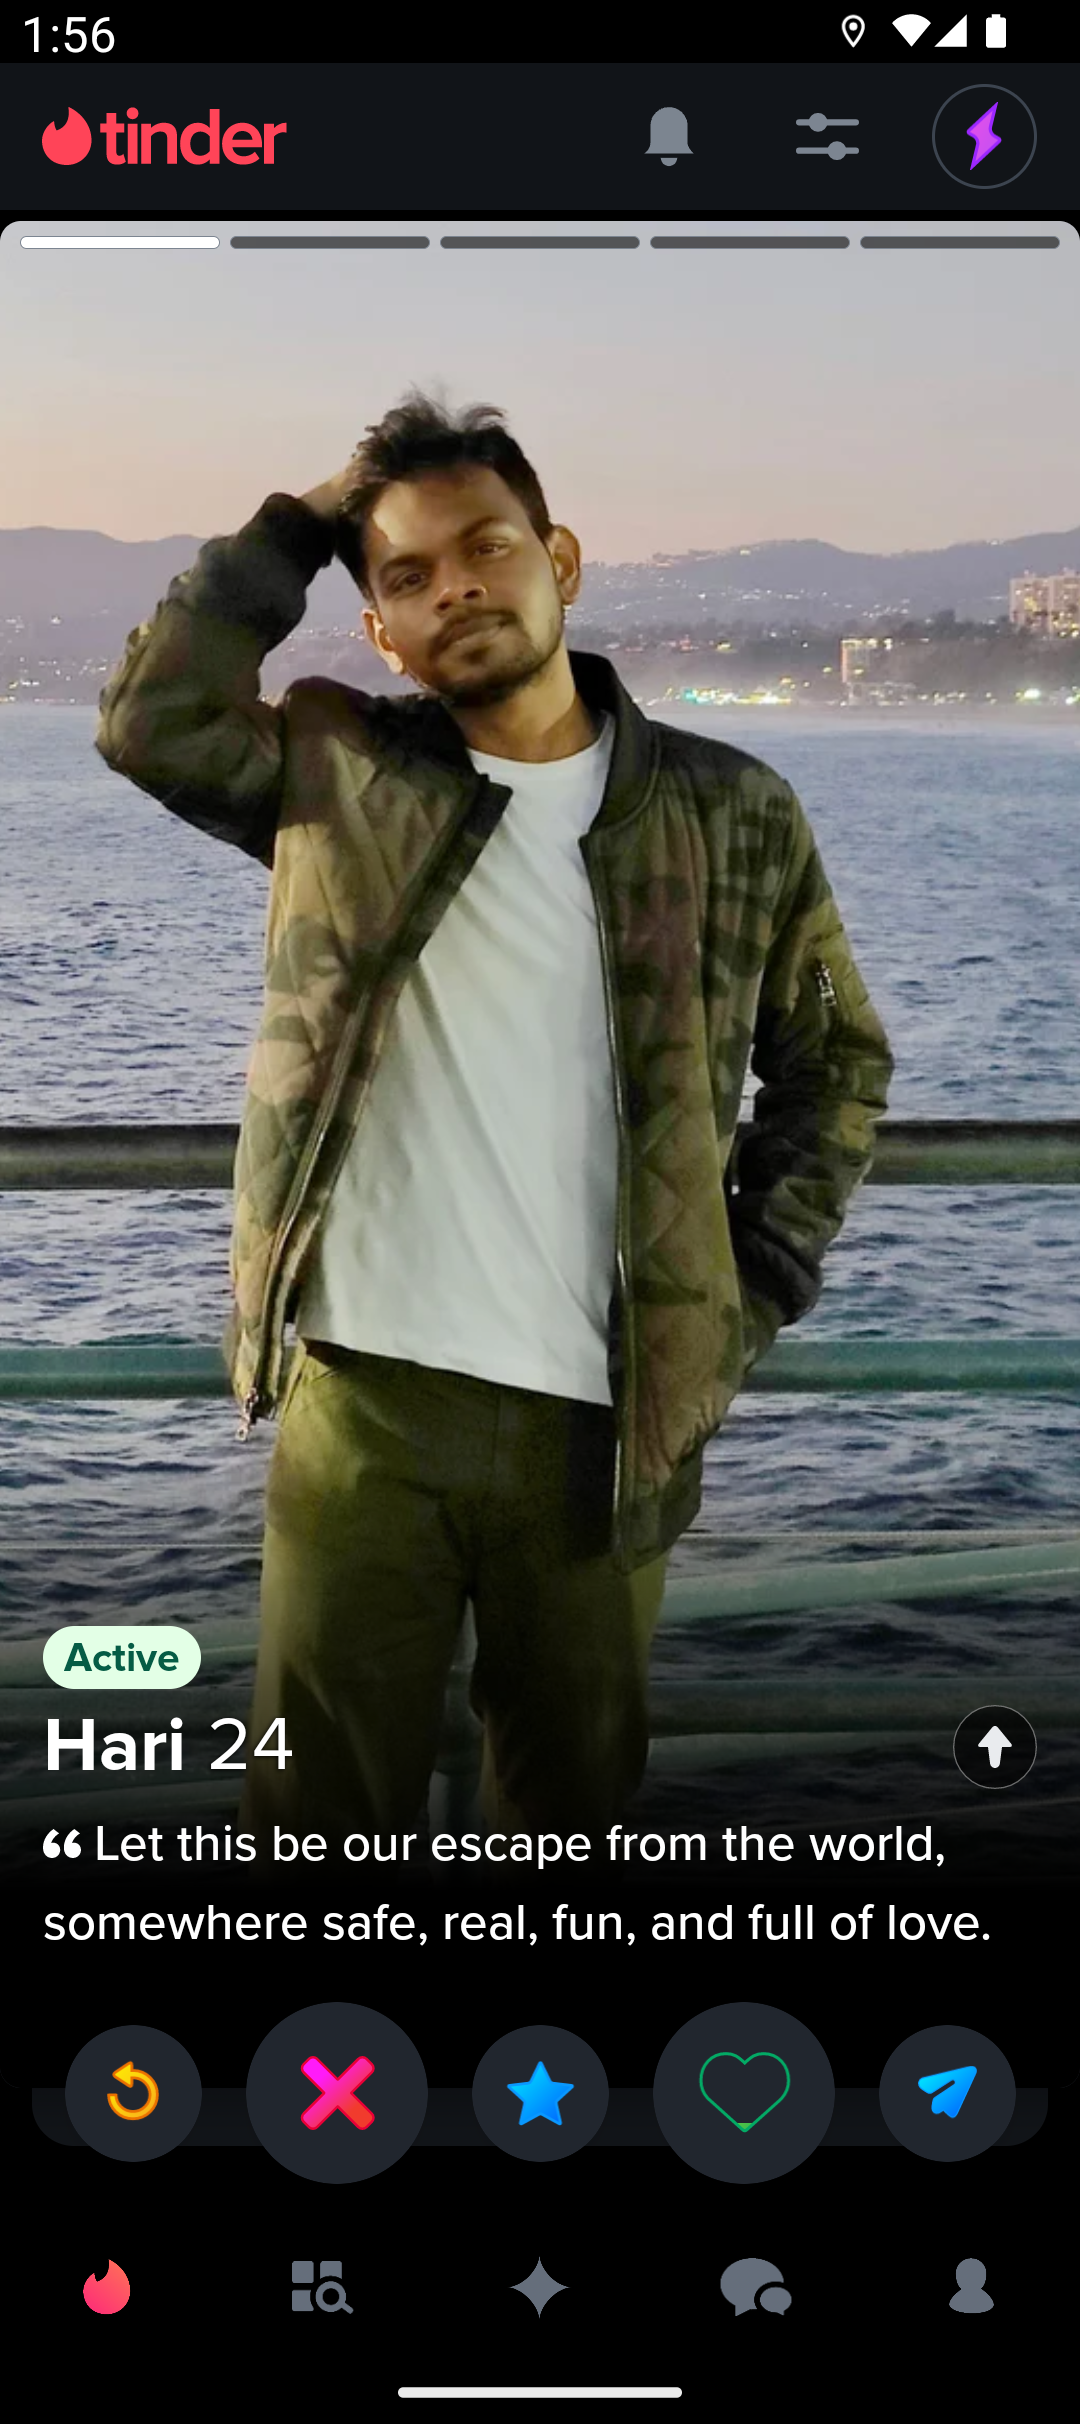 1:56
tinder
Active
Hari 24
“ Let this be our escape from the world,
somewhere safe, real, fun, and full of love.